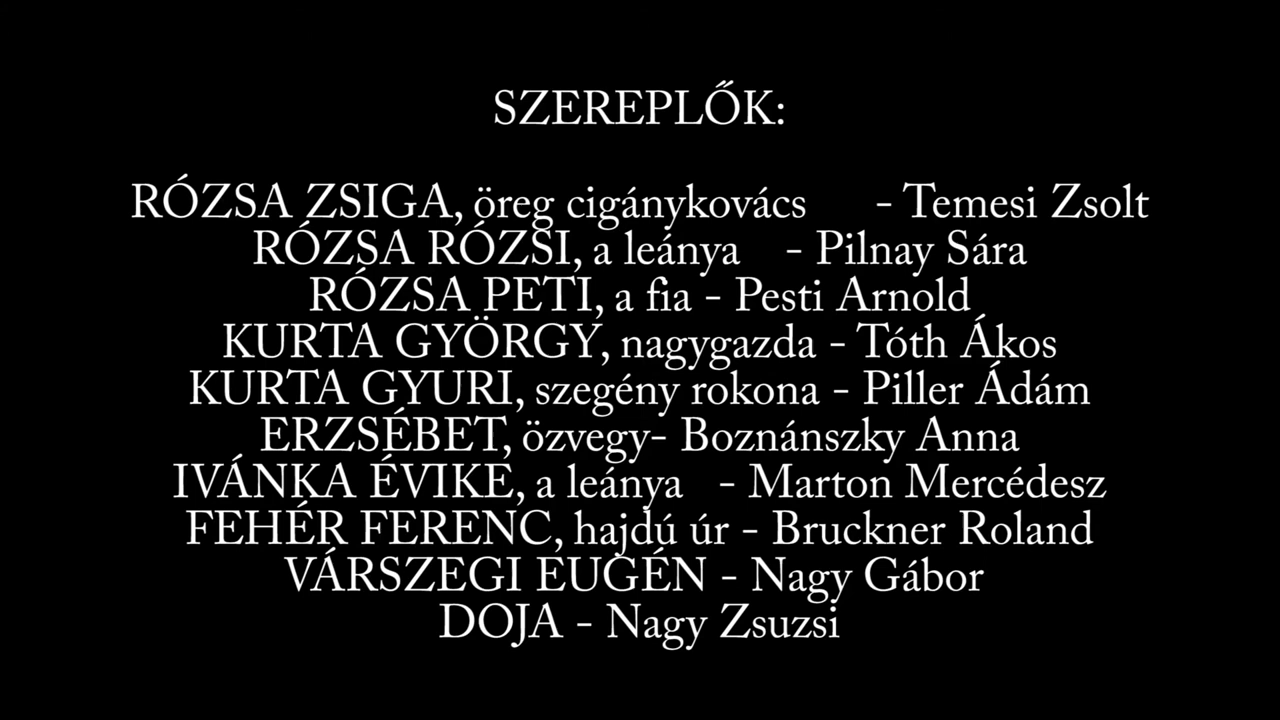 SZEREPLŐK:
RÓZSA ZSIGA, öreg cigánykovács - Temesi Zsolt
RÓZSA RÓZSI, a leánya - Pilnay Sára
RÓZSA PETI, a fia - Pesti Arnold
KURTA GYÖRGY, nagygazda - Tóth Ákos
KURTA GYURI, szegény rokona - Piller Ádám
ERZSÉBET, özvegy- Boznánszky Anna
IVÁNKA ÉVIKE, a leánya - Marton Mercédesz
FEHÉR FERENC, hajdú úr - Bruckner Roland
VÁRSZEGI EUGÉN - Nagy Gábor
DOJA - Nagy Zsuzsi